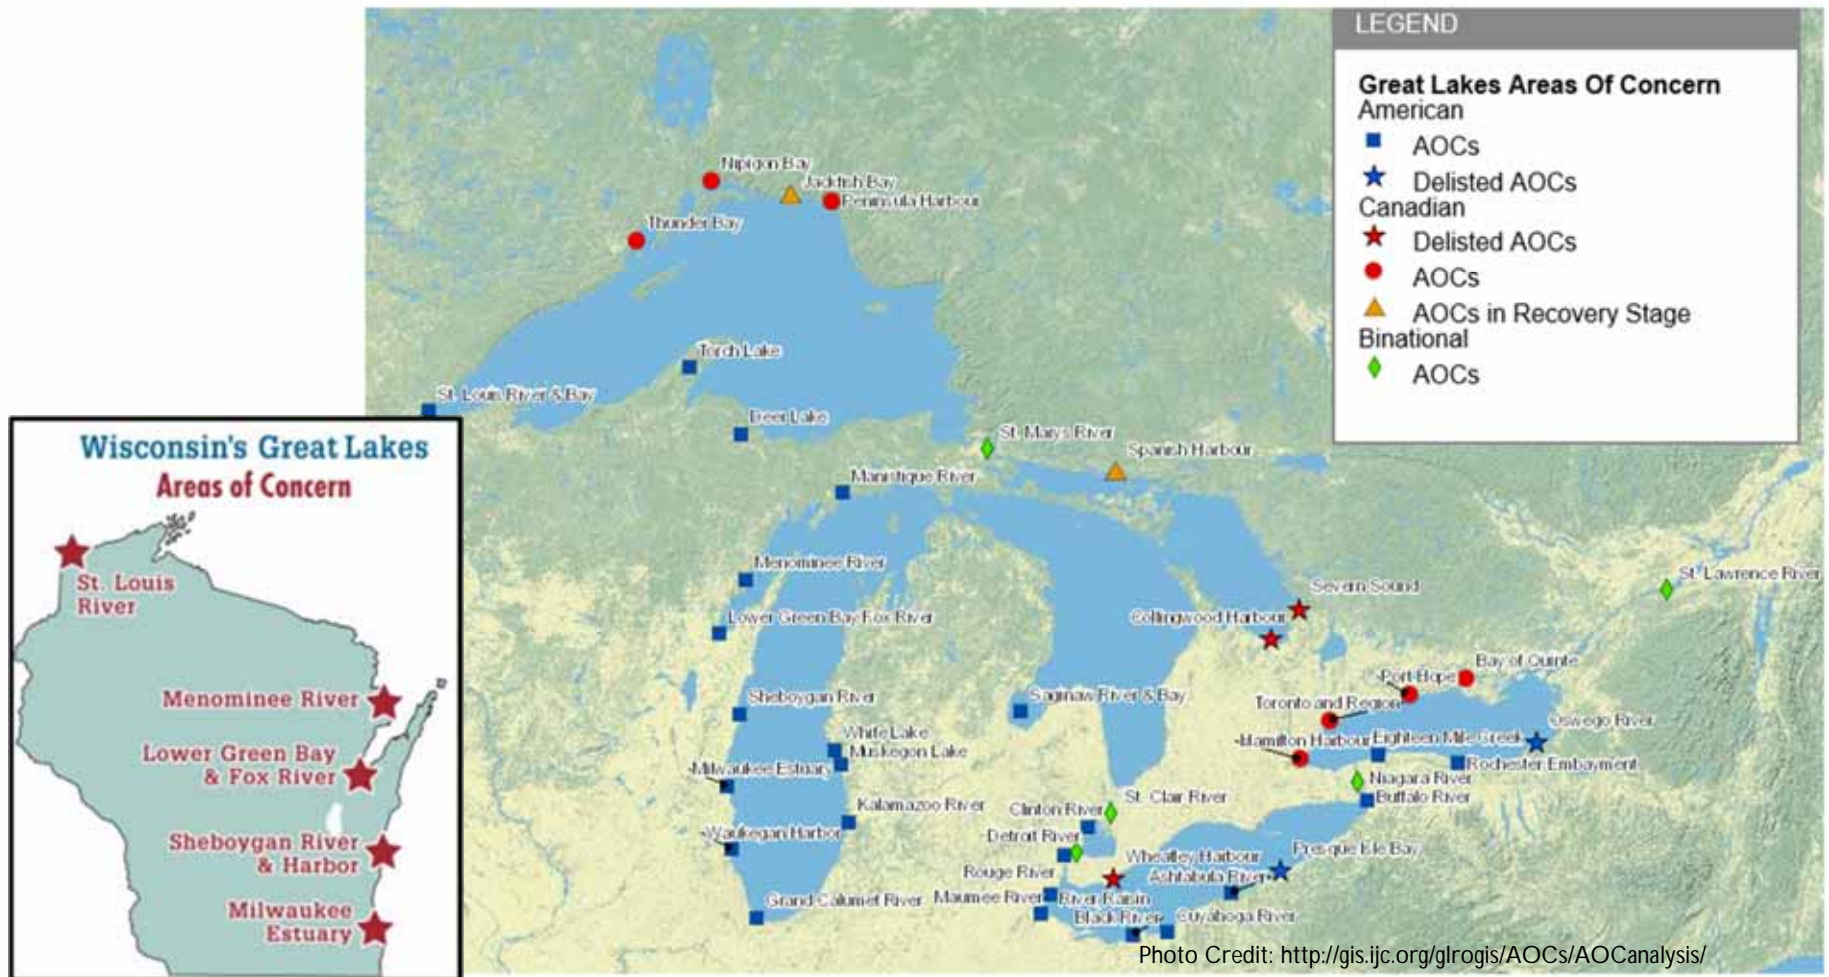 LEGEND
Great Lakes Areas Of Concern
American
AOCs
Delisted AOCs
Canadian
Delisted AOCs
AOCs
AOCs in Recovery Stage
Binational
AOCs
Nipigon Bay
Jackfish Bay
Peninsula Harbour
Thunder Bay
Torch Lake
St. Louis River & Bay
Deer Lake
St. Marys River
Spanish Harbour
Manistique River
Menominee River
Lower Green Bay Fox River
Sheboygan River
White Lake
Muskegon Lake
Milwaukee Estuary
Kalamazoo River
Waukegan Harbor
Grand Calumet River
Severn Sound
Collingwood Harbour
St. Lawrence River
Saginaw River & Bay
Bay of Quinte
Port Hope
Toronto and Region
Oswego River
Hamilton Harbour
Eighteen Mile Creek
Rochester Embayment
Niagara River
Buffalo River
St. Clair River
Clinton River
Detroit River
Rouge River
Wheatley Harbour
Presque Isle Bay
Ashtabula River
Maumee River
River Raisin
Black River
Cuyahoga River
Photo Credit: http://gis.ijc.org/glrogis/AOCs/AOCanalysis/
Wisconsin's Great Lakes
Areas of Concern
St. Louis
River
Menominee River
Lower Green Bay
& Fox River
Sheboygan River
& Harbor
Milwaukee
Estuary